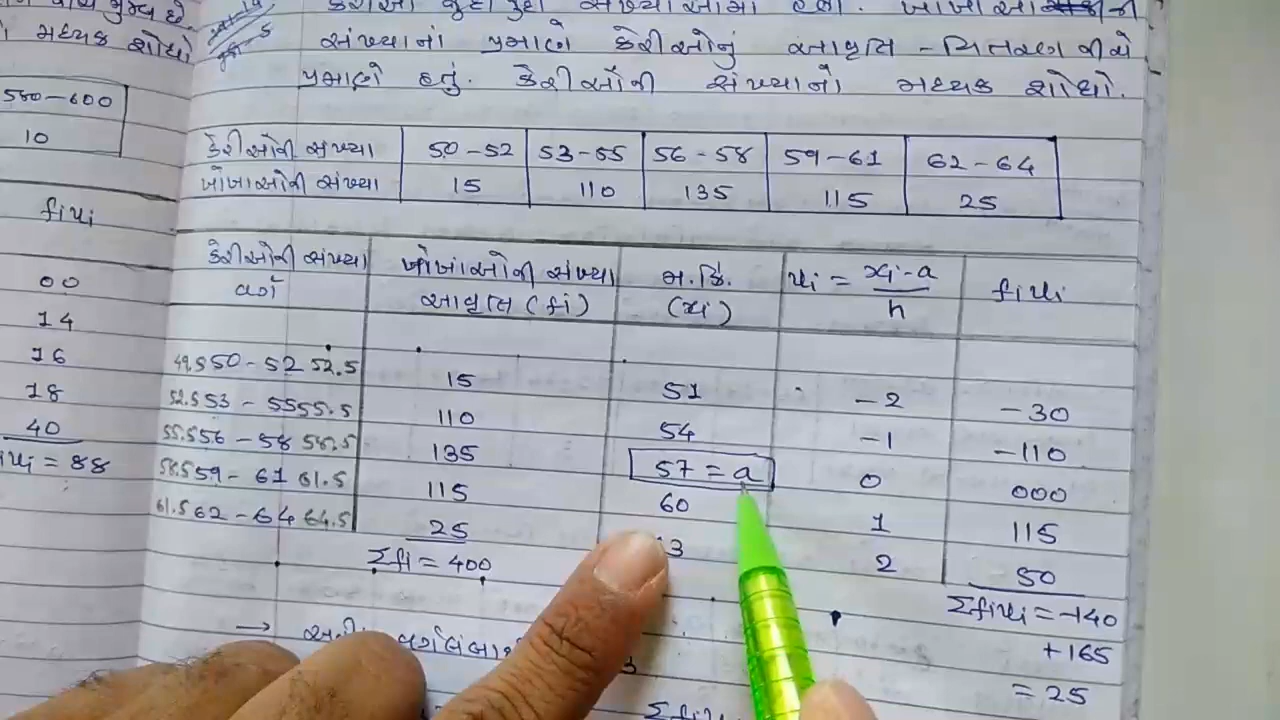 580-600
10
fiui
00
14
16
18
40
ui = 88
મધ્યક શોધો
સંખ્યાનાં પ્રમાણે કેરીઓનું આવૃત્તિ - વિતરણ નીચે
પ્રમાણે હતું. કેરીઓની સંખ્યાનો મધ્યક શોધો.
કેરીઓની સંખ્યા 50-52 53-55 56-58 59-61 62-64
ખોખાઓની સંખ્યા 15 110 135 115 25
કેરીઓની સંખ્યા ખોખાઓની સંખ્યા મ.કિં. ui = xi-a fiui
વર્ગ આવૃત્તિ (fi) (xi) h
49.5 50-52 52.5 15 51 -2 -30
52.5 53-55 55.5 110 54 -1 -110
55.5 56-58 58.5 135 57 = a 0 000
58.5 59-61 61.5 115 60 1 115
61.5 62-64 64.5 25 2 50
Σfi = 400 Σfiui = -140
+165
= 25
→